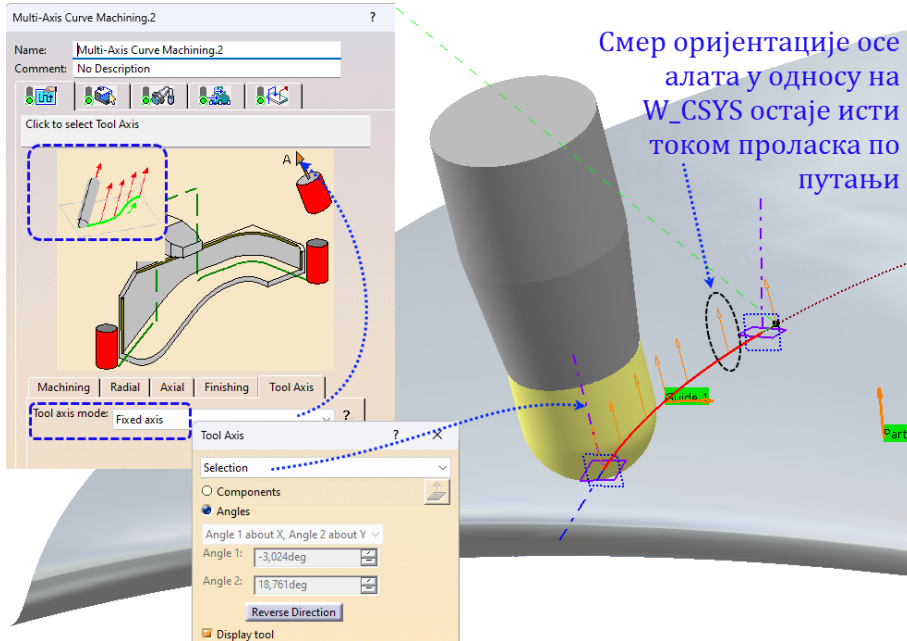 Multi-Axis Curve Machining.2
?
Name:
Multi-Axis Curve Machining.2
Comment:
No Description
Click to select Tool Axis
A
Machining
Radial
Axial
Finishing
Tool Axis
Tool axis mode:
Fixed axis
?
Tool Axis
?
Selection
Components
Angles
Angle 1 about X, Angle 2 about Y
Angle 1:
-3,024deg
Angle 2:
18,761deg
Reverse Direction
Display tool
Смер оријентације осе
алата у односу на
W_CSYS остаје исти
током проласка по
путањи
Guide 1
Part